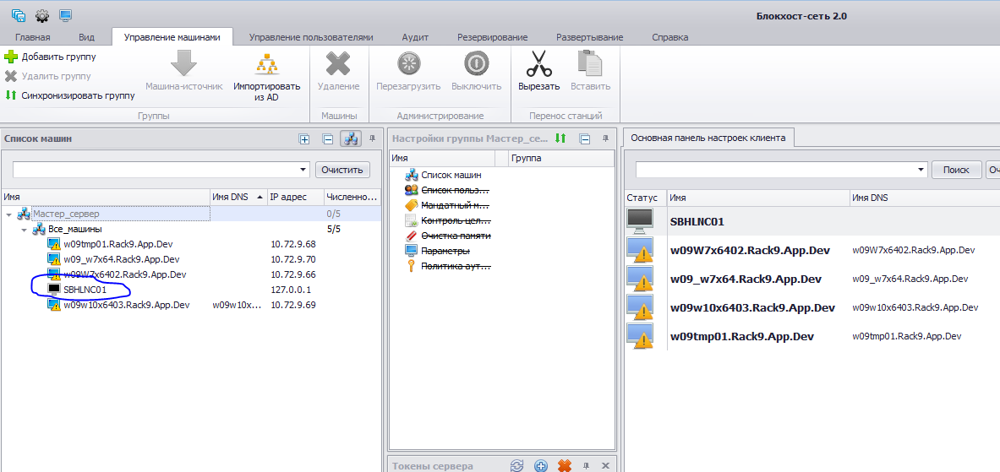 Блокхост-сеть 2.0
Главная Вид Управление машинами Управление пользователями Аудит Резервирование Развертывание Справка
Добавить группу
Удалить группу
Синхронизировать группу
Машина-источник
Импортировать
из AD
Группы
Удаление
Машины
Перезагрузить Выключить
Администрирование
Вырезать Вставить
Перенос станций
Список машин
Очистить
Имя Имя DNS IP адрес Численно...
Мастер_сервер 0/5
Все_машины 5/5
w09tmp01.Rack9.App.Dev 10.72.9.68
w09_w7x64.Rack9.App.Dev 10.72.9.70
w09W7x6402.Rack9.App.Dev 10.72.9.66
SBHLNC01 127.0.0.1
w09w10x6403.Rack9.App.Dev w09w10x... 10.72.9.69
Настройки группы Мастер_се...
Имя Группа
Список машин
Список польз...
Мандатный м...
Контроль цел...
Очистка памяти
Параметры
Политика аут...
Токены сервера
Основная панель настроек клиента
Поиск Оч
Статус Имя Имя DNS
SBHLNC01
w09W7x6402.Rack9.App.Dev w09W7x6402.Rack9.App.Dev
w09_w7x64.Rack9.App.Dev w09_w7x64.Rack9.App.Dev
w09w10x6403.Rack9.App.Dev w09w10x6403.Rack9.App.Dev
w09tmp01.Rack9.App.Dev w09tmp01.Rack9.App.Dev